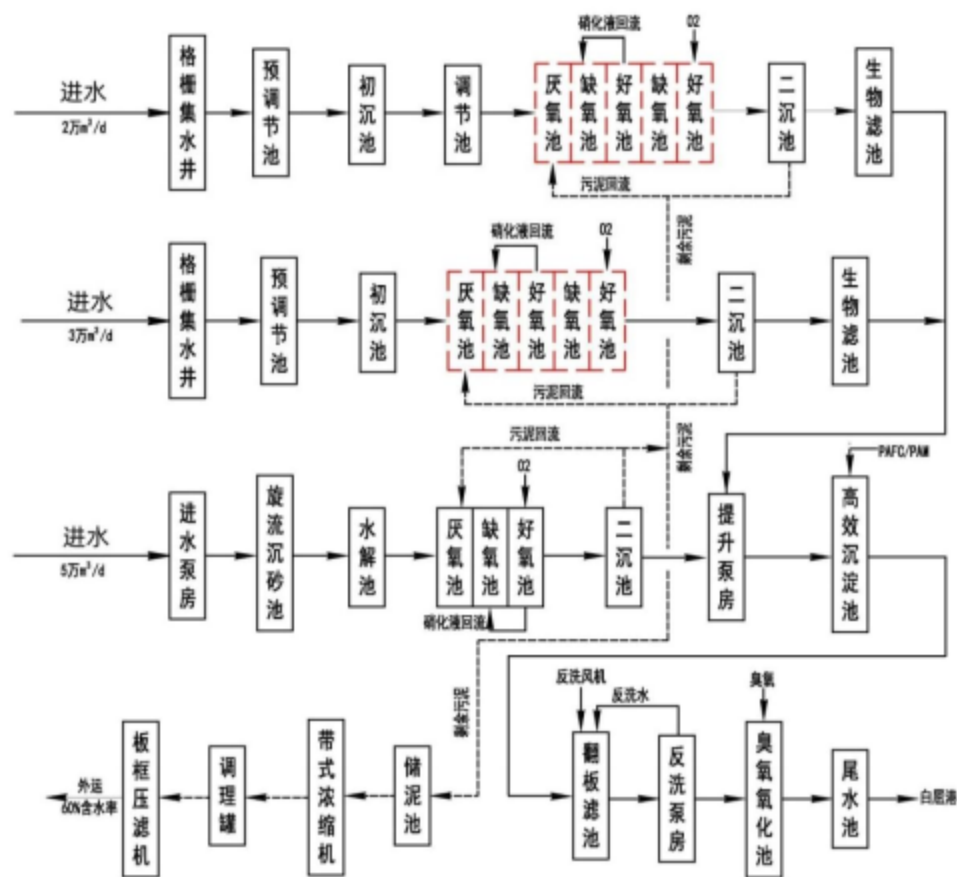 硝化液回流
O2
进水
2万m³/d
格栅集水井
预调节池
初沉池
调节池
厌氧池
缺氧池
好氧池
缺氧池
好氧池
二沉池
生物滤池
污泥回流
剩余污泥
硝化液回流
O2
进水
3万m³/d
格栅集水井
预调节池
初沉池
厌氧池
缺氧池
好氧池
缺氧池
好氧池
二沉池
生物滤池
污泥回流
剩余污泥
污泥回流
O2
PAFC/PAM
进水
5万m³/d
进水泵房
旋流沉砂池
水解池
厌氧池
缺氧池
好氧池
二沉池
提升泵房
高效沉淀池
硝化液回流
剩余污泥
反洗风机
反洗水
臭氧
外运
60%含水率
板框压滤机
调理罐
带式浓缩机
储泥池
翻板滤池
反洗泵房
臭氧氧化池
尾水池
白屈港